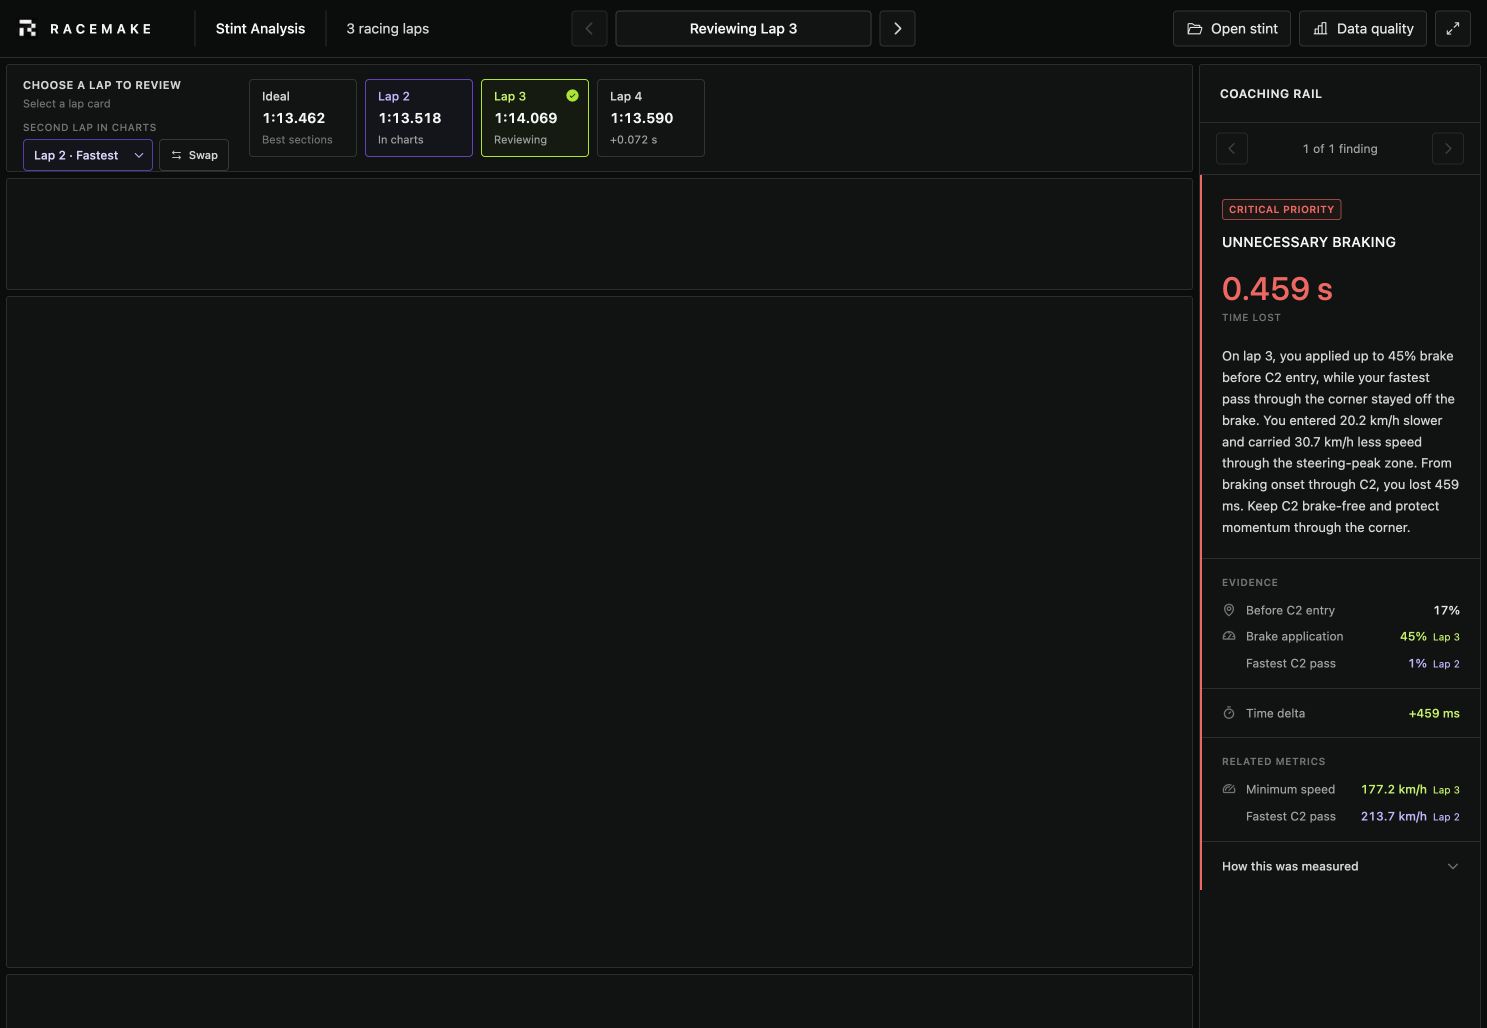 RACEMAKE
Stint Analysis
3 racing laps
Reviewing Lap 3
Open stint
Data quality
CHOOSE A LAP TO REVIEW
Select a lap card
SECOND LAP IN CHARTS
Lap 2 · Fastest
Swap
Ideal
1:13.462
Best sections
Lap 2
1:13.518
In charts
Lap 3
1:14.069
Reviewing
Lap 4
1:13.590
+0.072 s
COACHING RAIL
1 of 1 finding
CRITICAL PRIORITY
UNNECESSARY BRAKING
0.459 s
TIME LOST
On lap 3, you applied up to 45% brake
before C2 entry, while your fastest
pass through the corner stayed off the
brake. You entered 20.2 km/h slower
and carried 30.7 km/h less speed
through the steering-peak zone. From
braking onset through C2, you lost 459
ms. Keep C2 brake-free and protect
momentum through the corner.
EVIDENCE
Before C2 entry 17%
Brake application 45% Lap 3
Fastest C2 pass 1% Lap 2
Time delta +459 ms
RELATED METRICS
Minimum speed 177.2 km/h Lap 3
Fastest C2 pass 213.7 km/h Lap 2
How this was measured